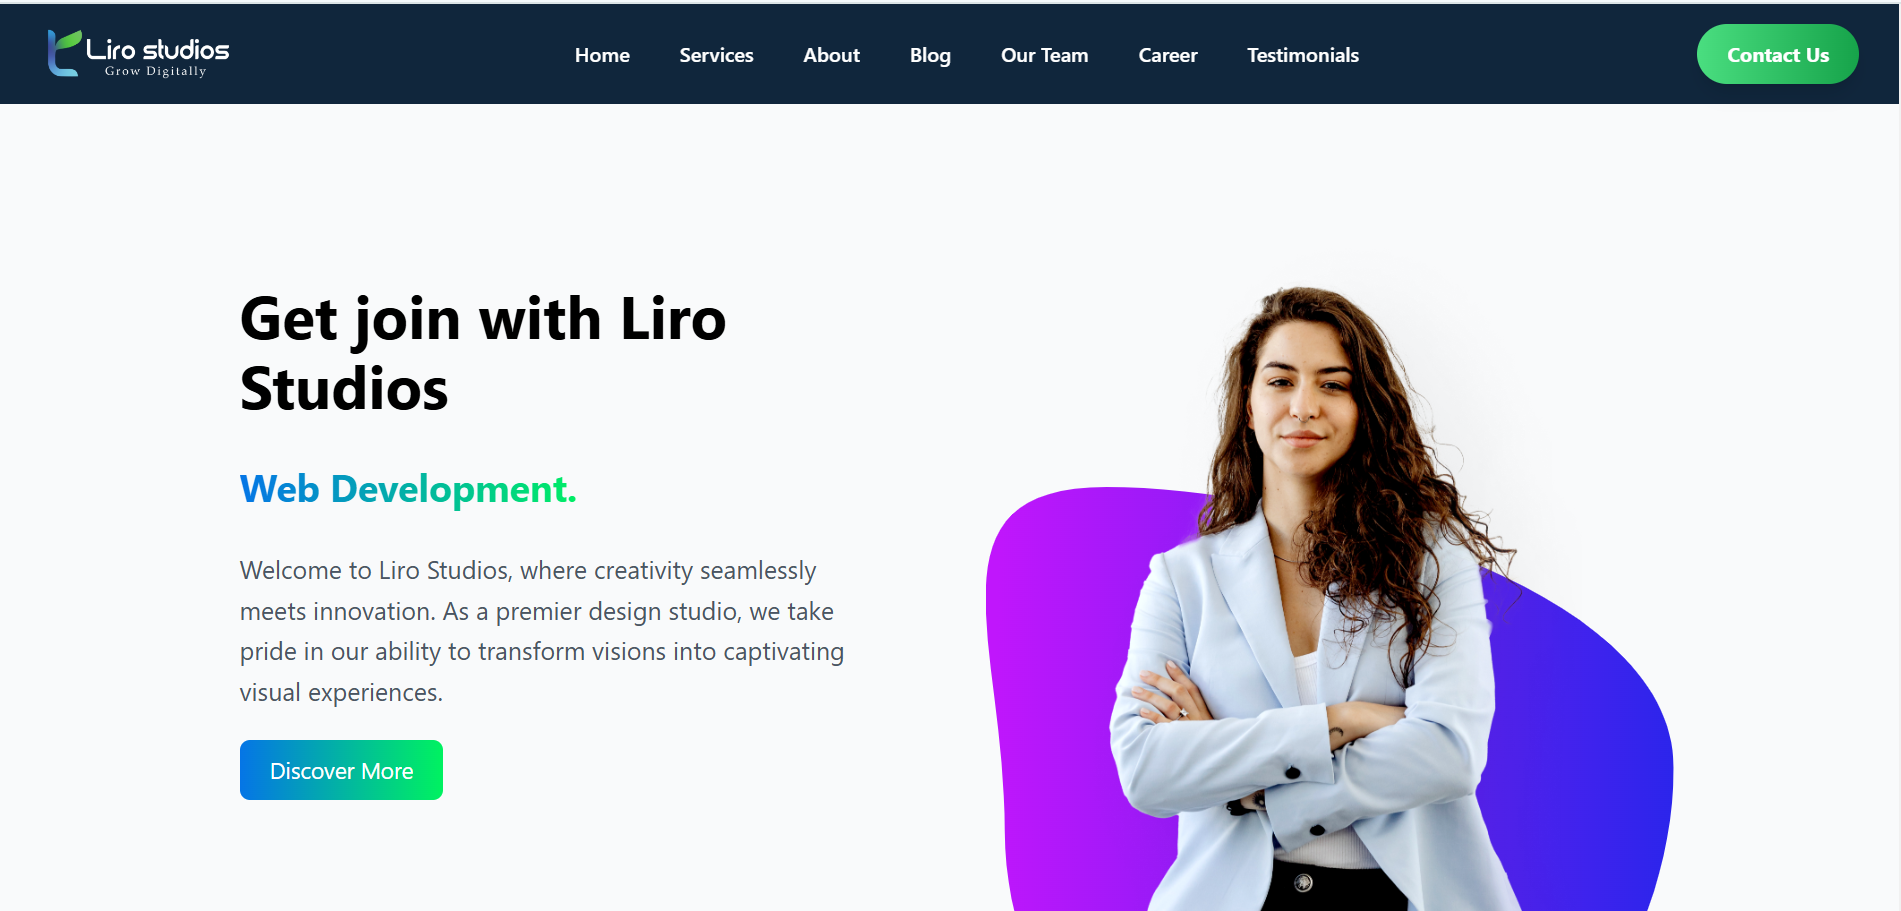 Liro studios
Grow Digitally
Home Services About Blog Our Team Career Testimonials
Contact Us
Get join with Liro
Studios
Web Development.
Welcome to Liro Studios, where creativity seamlessly
meets innovation. As a premier design studio, we take
pride in our ability to transform visions into captivating
visual experiences.
Discover More